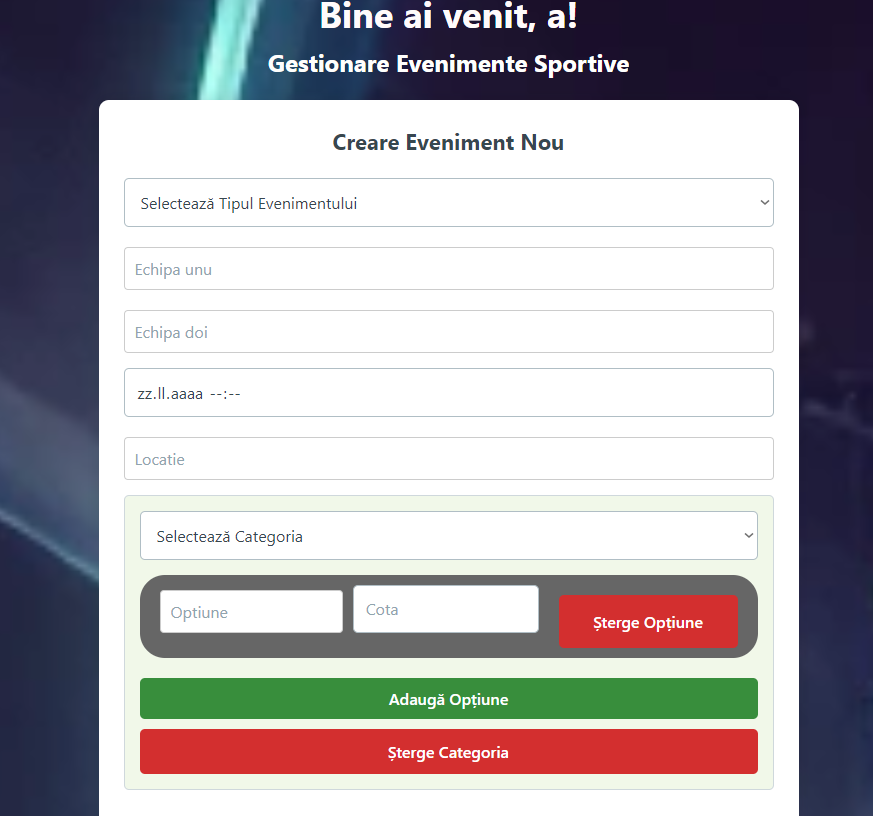 Bine ai venit, a!
Gestionare Evenimente Sportive
Creare Eveniment Nou
Selectează Tipul Evenimentului
Echipa unu
Echipa doi
zz.ll.aaaa --:--
Locatie
Selectează Categoria
Optiune Cota Șterge Opțiune
Adaugă Opțiune
Șterge Categoria